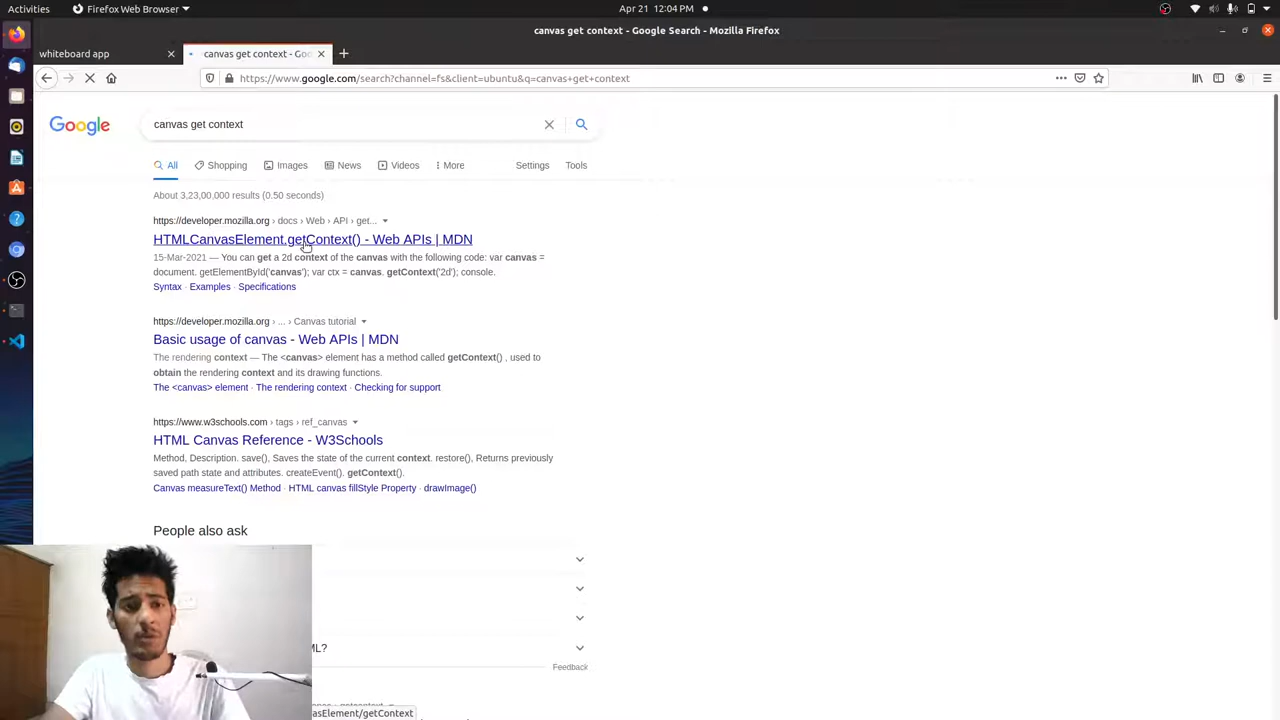 Activities
Firefox Web Browser
Apr 21 12:04 PM
canvas get context - Google Search - Mozilla Firefox
whiteboard app
canvas get context - Goo
https://www.google.com/search?channel=fs&client=ubuntu&q=canvas+get+context
Google
canvas get context
All
Shopping
Images
News
Videos
More
Settings
Tools
About 3,23,00,000 results (0.50 seconds)
https://developer.mozilla.org › docs › Web › API › get...
HTMLCanvasElement.getContext() - Web APIs | MDN
15-Mar-2021 — You can get a 2d context of the canvas with the following code: var canvas =
document. getElementById('canvas'); var ctx = canvas. getContext('2d'); console.
Syntax · Examples · Specifications
https://developer.mozilla.org › ... › Canvas tutorial
Basic usage of canvas - Web APIs | MDN
The rendering context — The <canvas> element has a method called getContext() , used to
obtain the rendering context and its drawing functions.
The <canvas> element · The rendering context · Checking for support
https://www.w3schools.com › tags › ref_canvas
HTML Canvas Reference - W3Schools
Method, Description. save(), Saves the state of the current context. restore(), Returns previously
saved path state and attributes. createEvent(). getContext().
Canvas measureText() Method · HTML canvas fillStyle Property · drawImage()
People also ask
ML?
Feedback
asElement/getContext